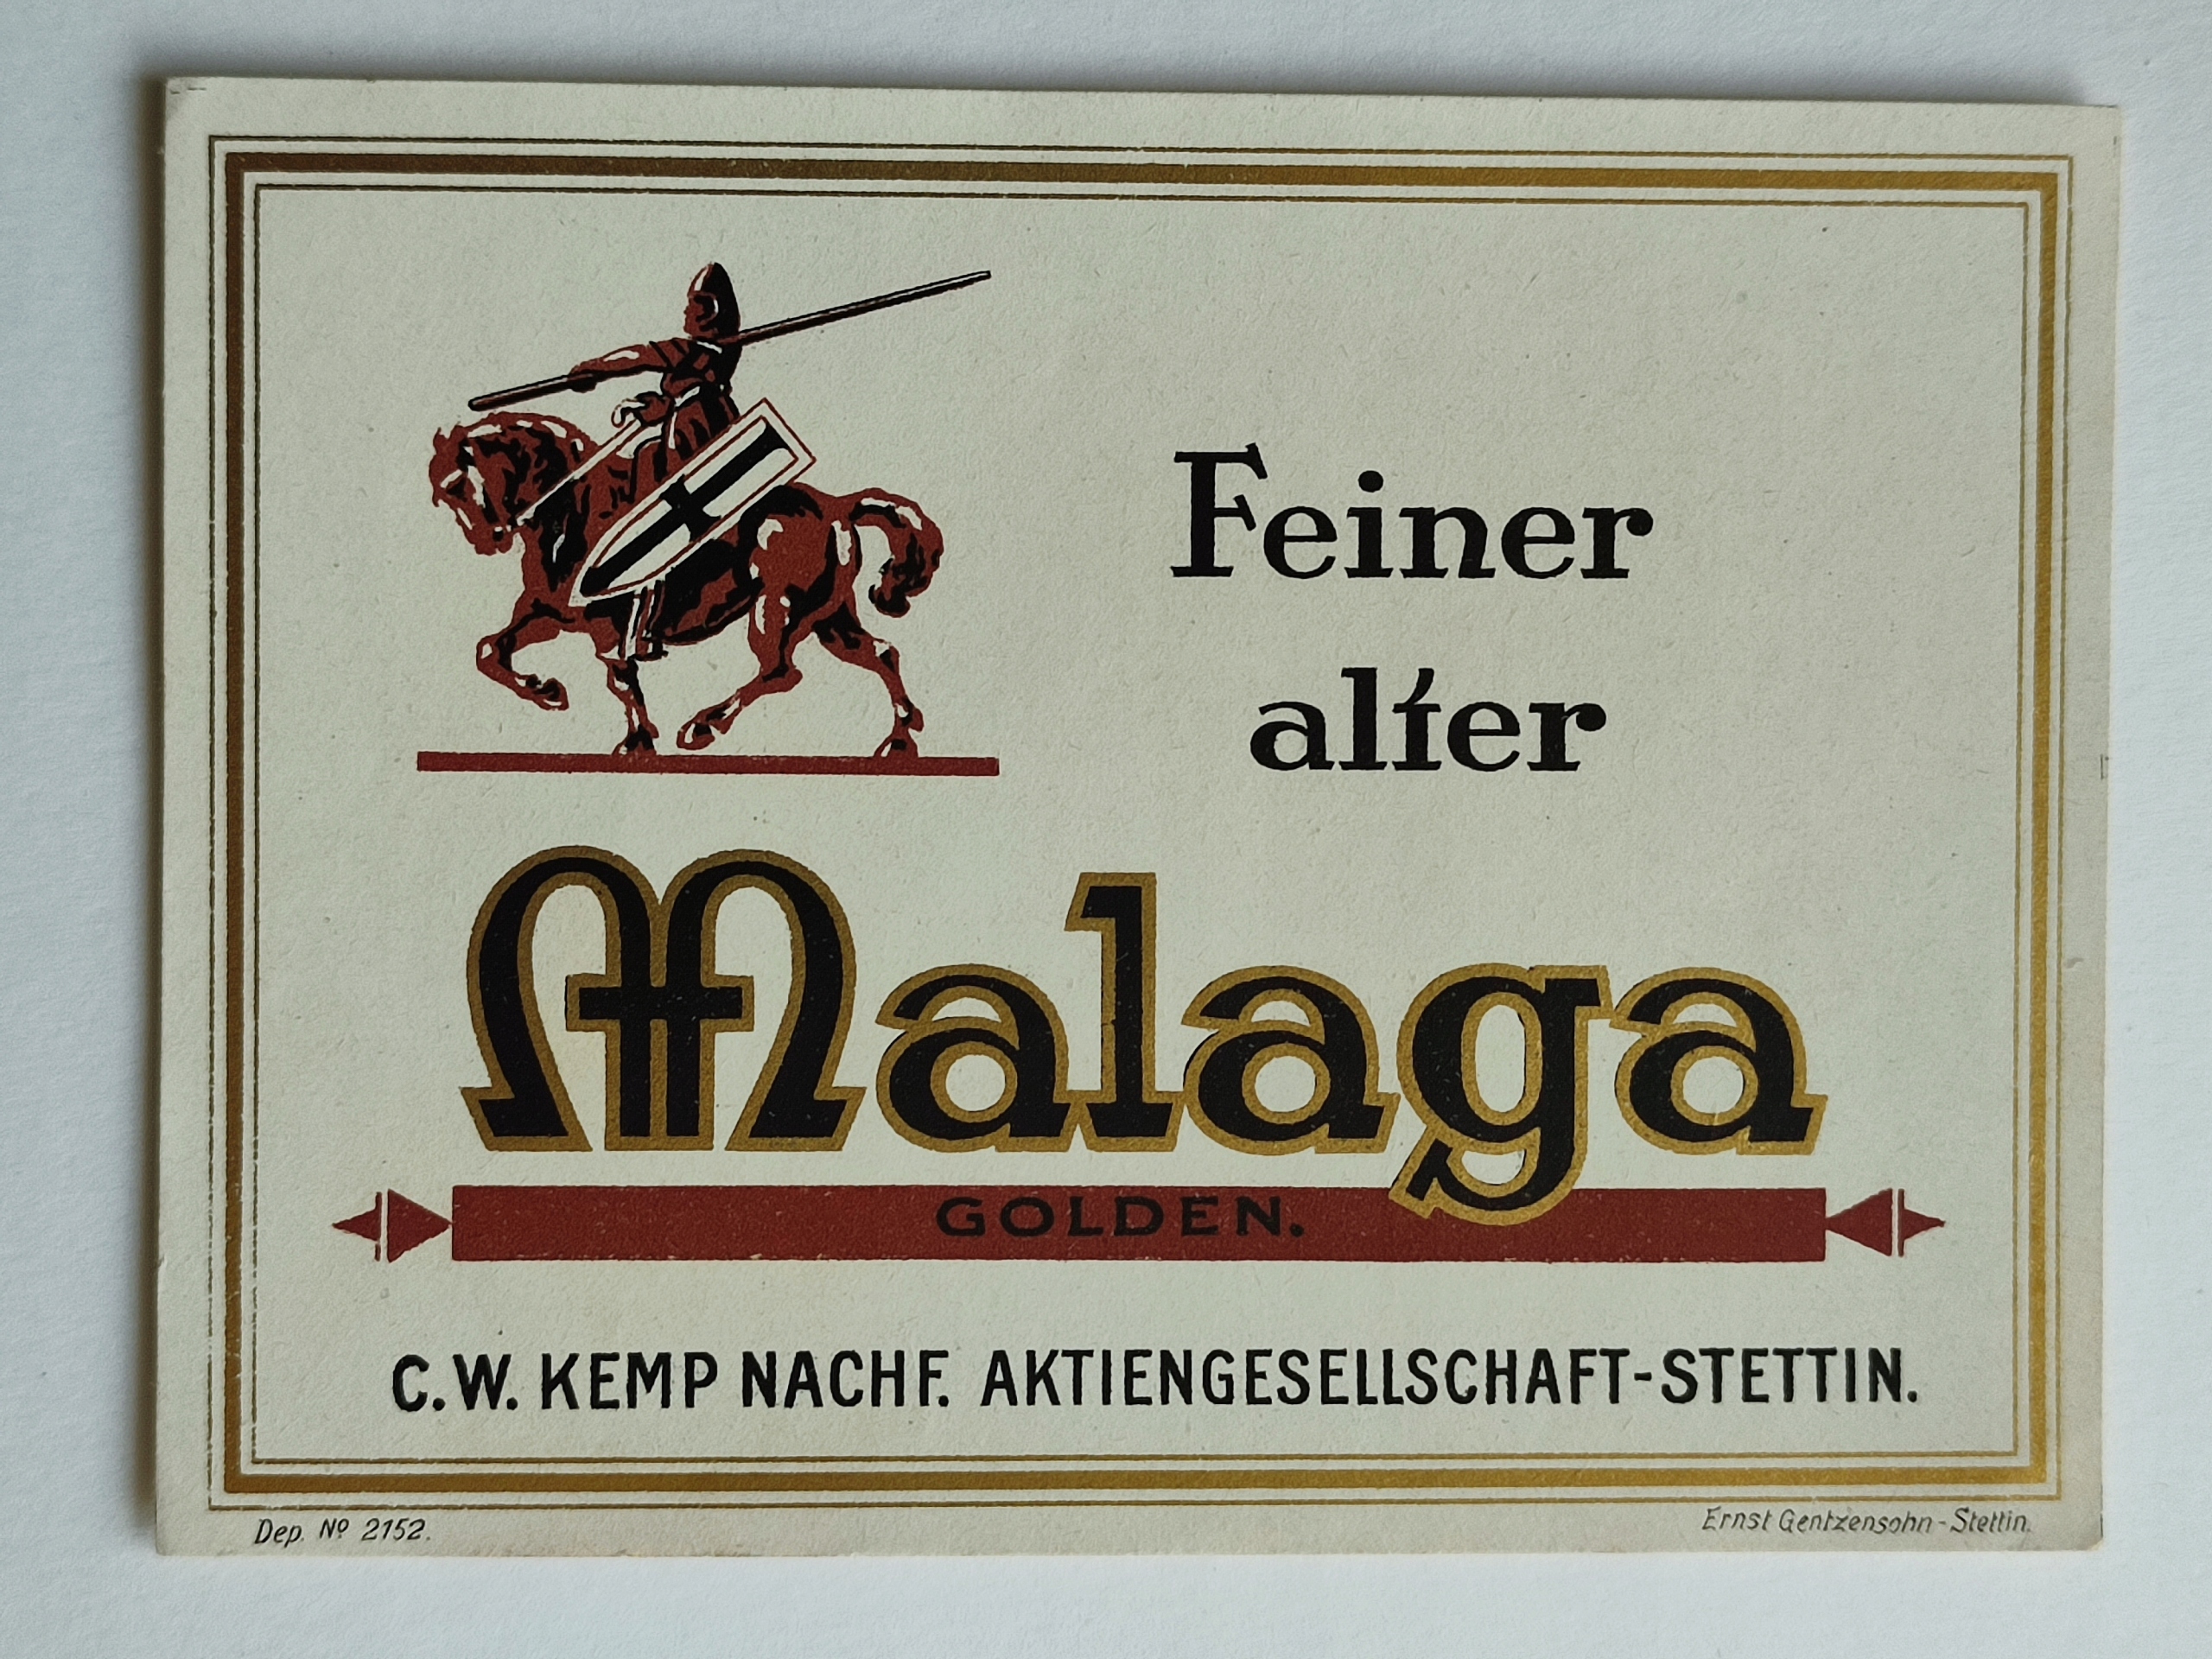 Feiner
alter
Malaga
GOLDEN.
C.W. KEMP NACHF. AKTIENGESELLSCHAFT-STETTIN.
Dep. Nº 2152.
Ernst Gentzensohn-Stettin.